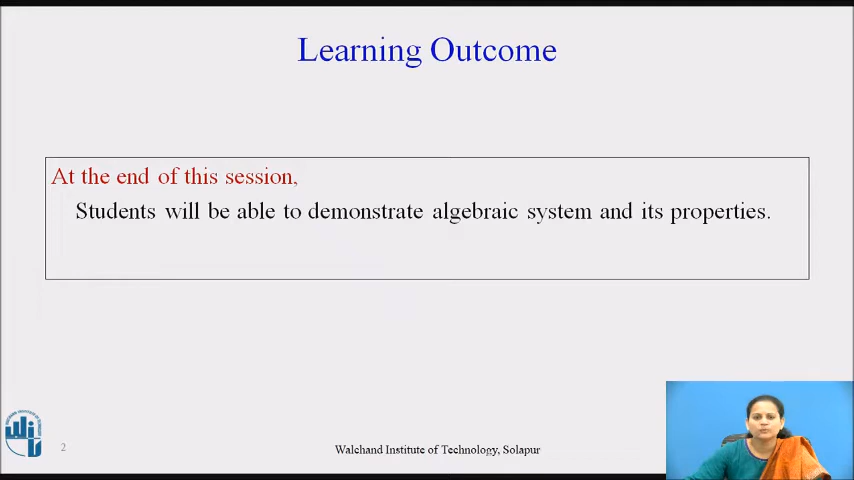 Learning Outcome
At the end of this session,
Students will be able to demonstrate algebraic system and its properties.
2
Walchand Institute of Technology, Solapur